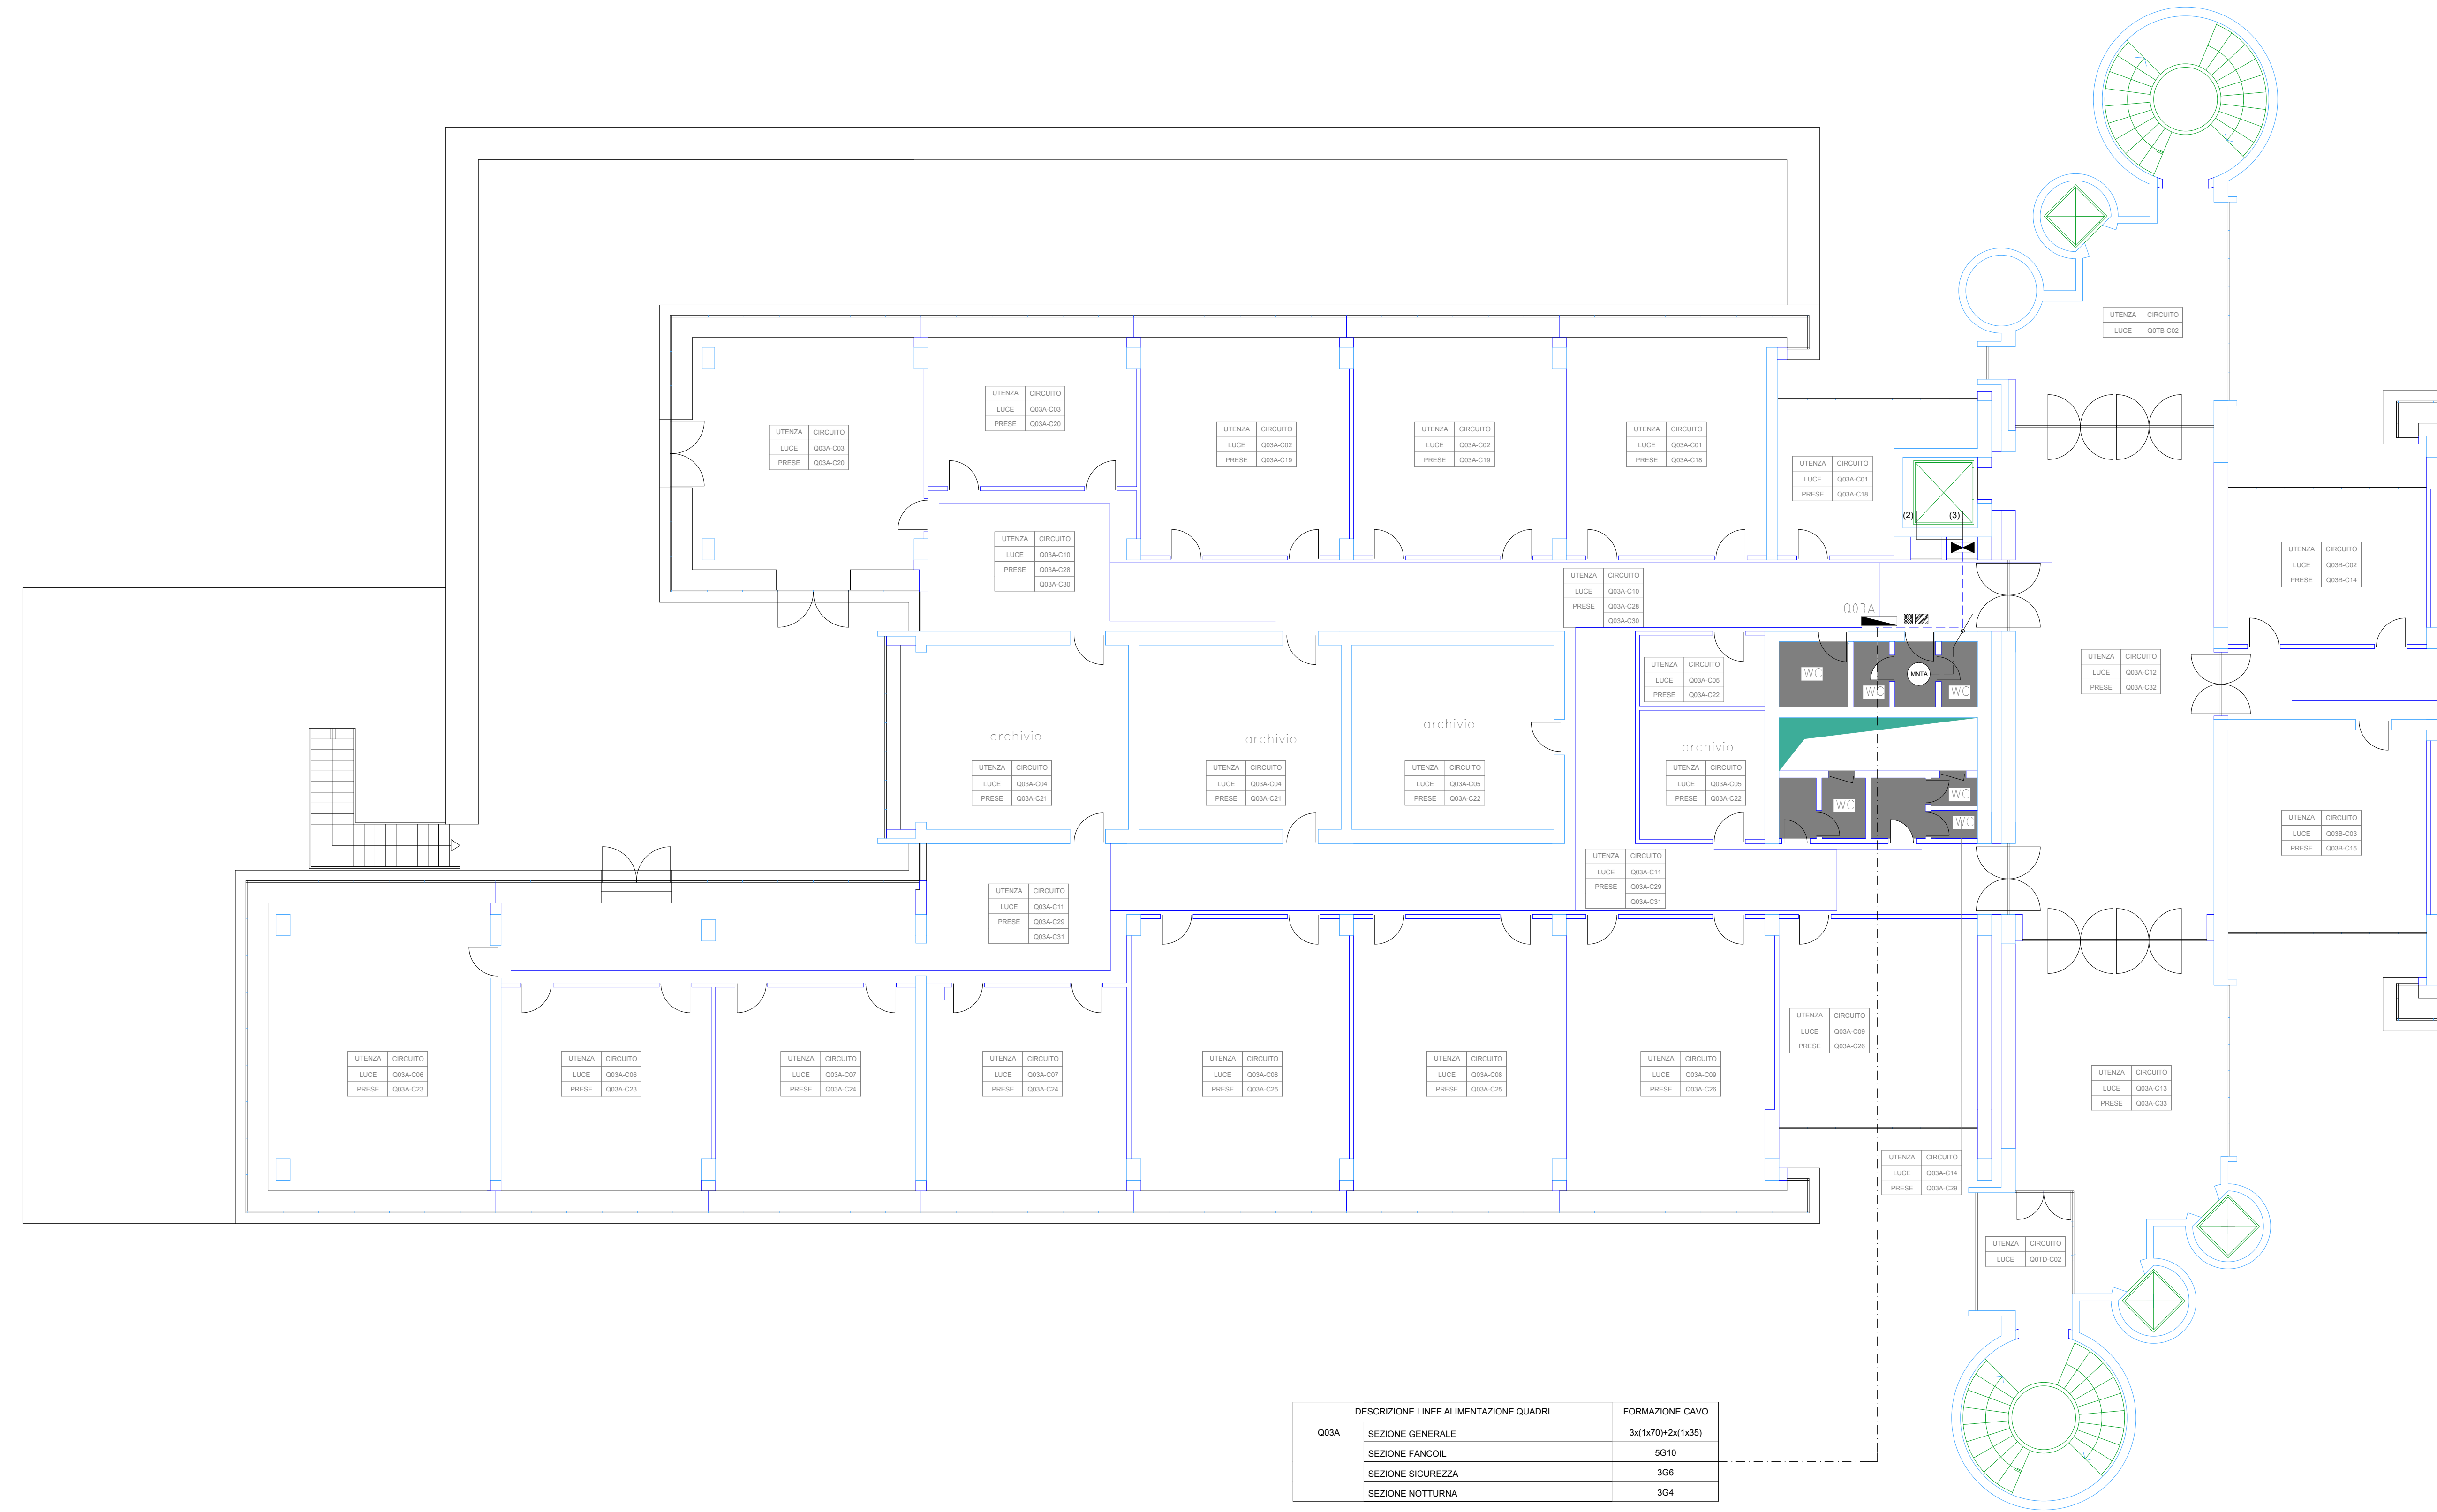 UTENZA CIRCUITO
LUCE Q0TB-C02
UTENZA CIRCUITO
LUCE Q03A-C03
PRESE Q03A-C20
UTENZA CIRCUITO
LUCE Q03A-C03
PRESE Q03A-C20
UTENZA CIRCUITO
LUCE Q03A-C02
PRESE Q03A-C19
UTENZA CIRCUITO
LUCE Q03A-C02
PRESE Q03A-C19
UTENZA CIRCUITO
LUCE Q03A-C01
PRESE Q03A-C18
UTENZA CIRCUITO
LUCE Q03A-C01
PRESE Q03A-C18
(2) (3)
UTENZA CIRCUITO
LUCE Q03A-C10
PRESE Q03A-C28
Q03A-C30
UTENZA CIRCUITO
LUCE Q03A-C10
PRESE Q03A-C28
Q03A-C30
Q03A
UTENZA CIRCUITO
LUCE Q03B-C02
PRESE Q03B-C14
UTENZA CIRCUITO
LUCE Q03A-C05
PRESE Q03A-C22
WC
WC
MNTA
WC
UTENZA CIRCUITO
LUCE Q03A-C12
PRESE Q03A-C32
archivio
UTENZA CIRCUITO
LUCE Q03A-C04
PRESE Q03A-C21
archivio
UTENZA CIRCUITO
LUCE Q03A-C04
PRESE Q03A-C21
archivio
UTENZA CIRCUITO
LUCE Q03A-C05
PRESE Q03A-C22
archivio
UTENZA CIRCUITO
LUCE Q03A-C05
PRESE Q03A-C22
WC
WC
WC
UTENZA CIRCUITO
LUCE Q03B-C03
PRESE Q03B-C15
UTENZA CIRCUITO
LUCE Q03A-C11
PRESE Q03A-C29
Q03A-C31
UTENZA CIRCUITO
LUCE Q03A-C11
PRESE Q03A-C29
Q03A-C31
UTENZA CIRCUITO
LUCE Q03A-C06
PRESE Q03A-C23
UTENZA CIRCUITO
LUCE Q03A-C06
PRESE Q03A-C23
UTENZA CIRCUITO
LUCE Q03A-C07
PRESE Q03A-C24
UTENZA CIRCUITO
LUCE Q03A-C07
PRESE Q03A-C24
UTENZA CIRCUITO
LUCE Q03A-C08
PRESE Q03A-C25
UTENZA CIRCUITO
LUCE Q03A-C08
PRESE Q03A-C25
UTENZA CIRCUITO
LUCE Q03A-C09
PRESE Q03A-C26
UTENZA CIRCUITO
LUCE Q03A-C09
PRESE Q03A-C26
UTENZA CIRCUITO
LUCE Q03A-C13
PRESE Q03A-C33
UTENZA CIRCUITO
LUCE Q03A-C14
PRESE Q03A-C29
UTENZA CIRCUITO
LUCE Q0TD-C02
DESCRIZIONE LINEE ALIMENTAZIONE QUADRI FORMAZIONE CAVO
Q03A SEZIONE GENERALE 3x(1x70)+2x(1x35)
SEZIONE FANCOIL 5G10
SEZIONE SICUREZZA 3G6
SEZIONE NOTTURNA 3G4